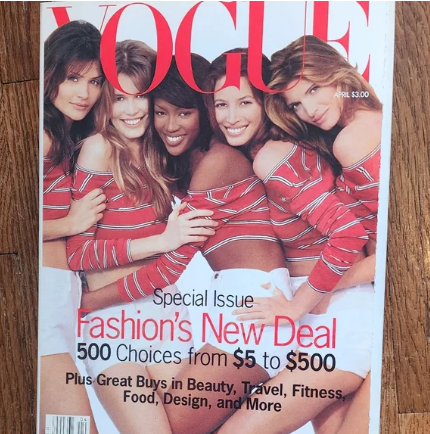 VOGUE
APRIL $3.00
Special Issue
Fashion's New Deal
500 Choices from $5 to $500
Plus Great Buys in Beauty, Travel, Fitness,
Food, Design, and More